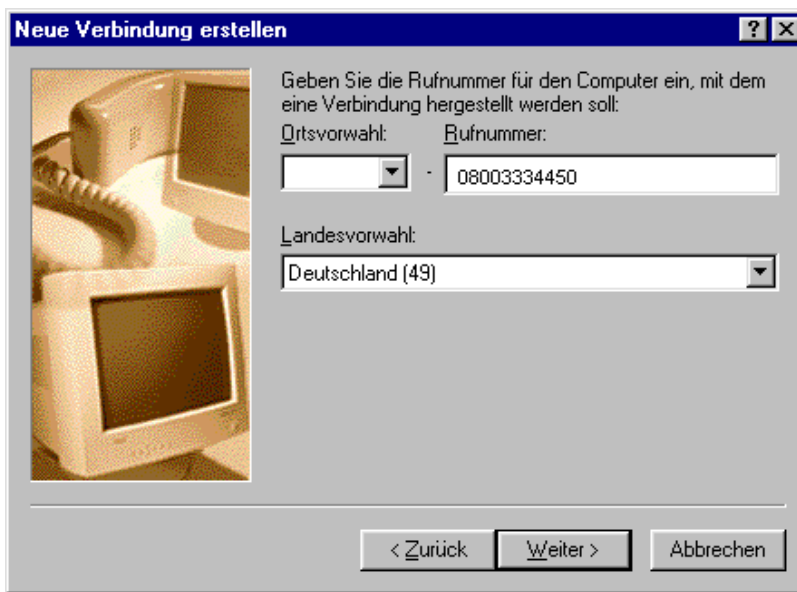 Neue Verbindung erstellen
Geben Sie die Rufnummer für den Computer ein, mit dem
eine Verbindung hergestellt werden soll:
Ortsvorwahl: Rufnummer:
- 08003334450
Landesvorwahl:
Deutschland (49)
< Zurück Weiter > Abbrechen